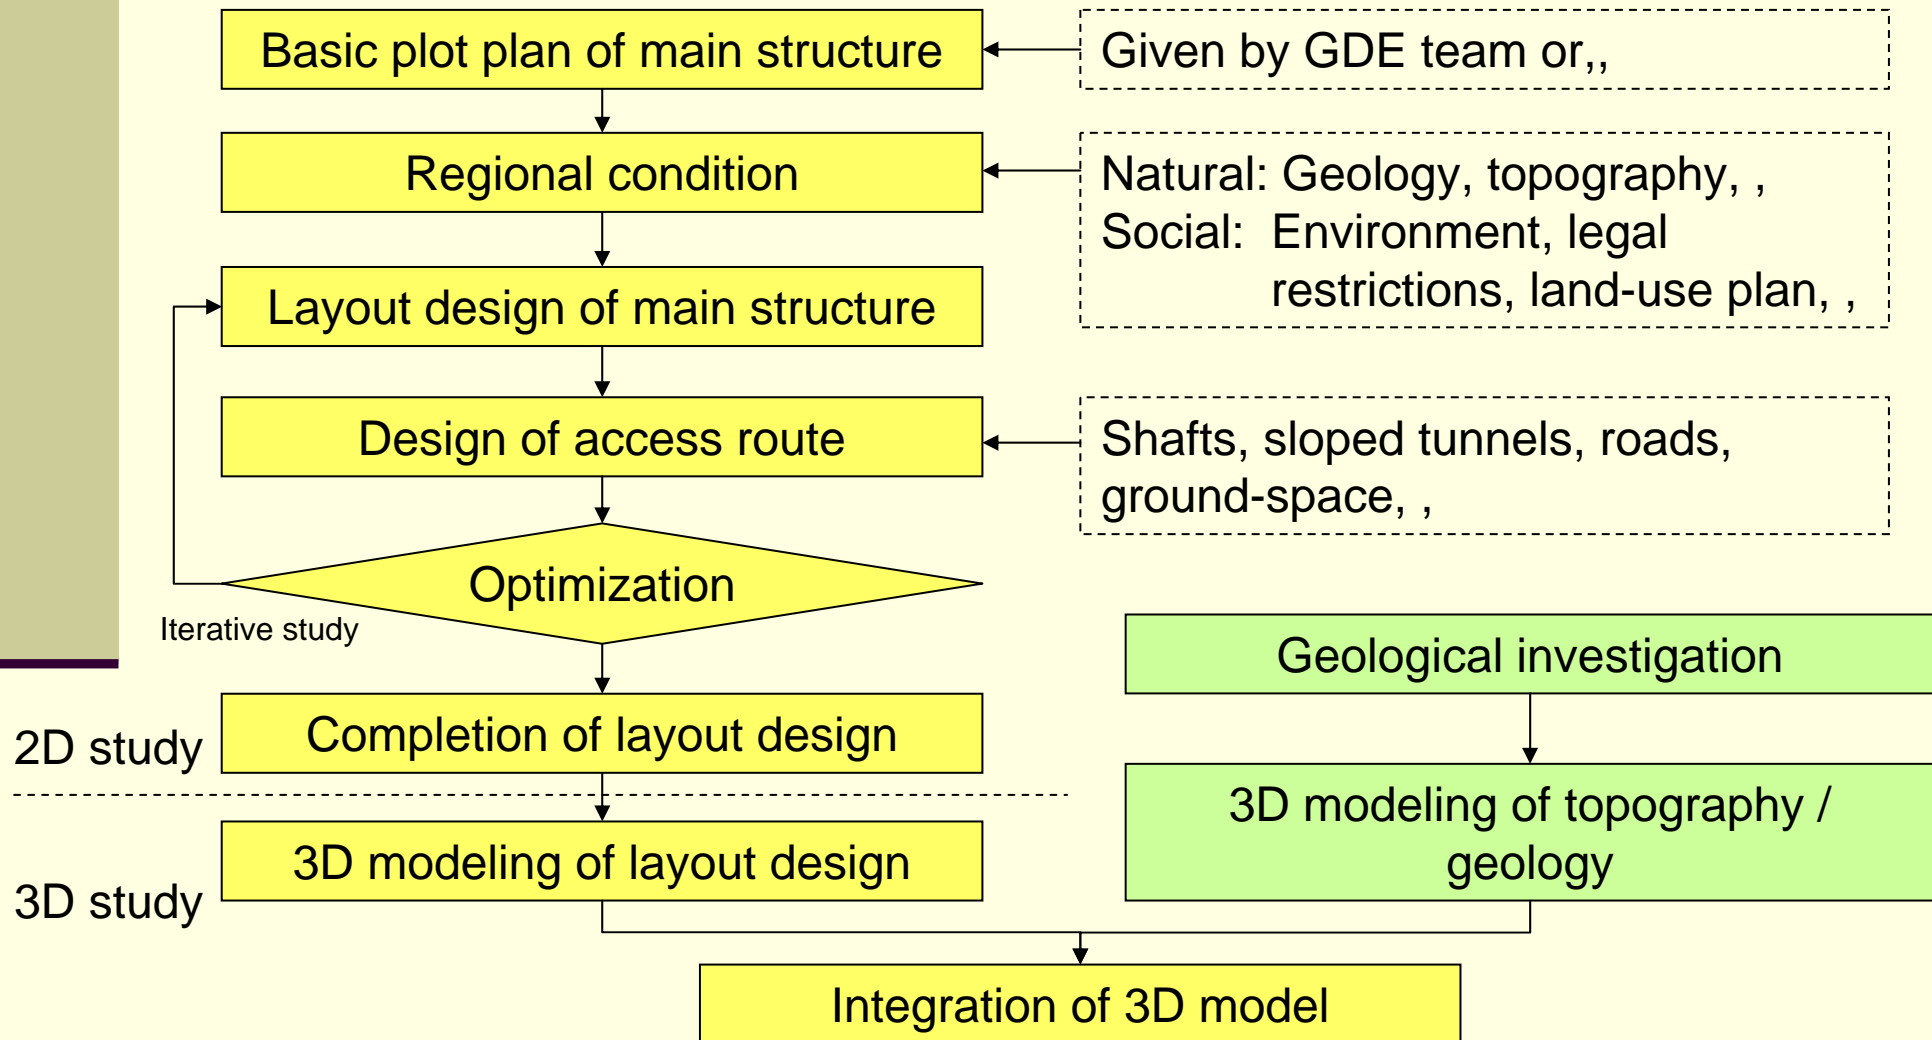 Basic plot plan of main structure
Given by GDE team or,,
Regional condition
Natural: Geology, topography, ,
Social: Environment, legal
restrictions, land-use plan, ,
Layout design of main structure
Design of access route
Shafts, sloped tunnels, roads,
ground-space, ,
Optimization
Iterative study
Geological investigation
2D study
Completion of layout design
3D modeling of topography /
geology
3D study
3D modeling of layout design
Integration of 3D model